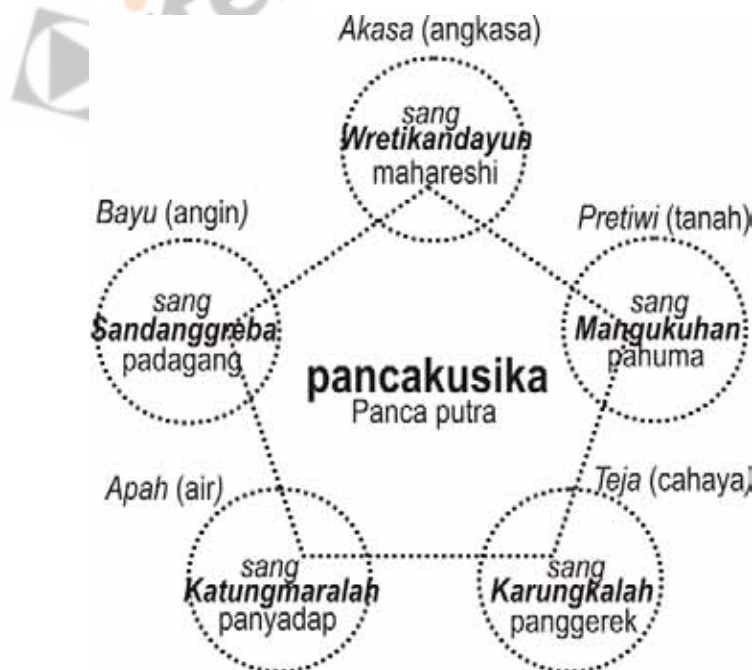 Akasa (angkasa)
sang
Wretikandayun
mahareshi
Bayu (angin)
sang
Sandanggreba
padagang
Pretiwi (tanah)
sang
Mangukuhan
pahuma
pancakusika
Panca putra
Apah (air)
sang
Katungmaralah
panyadap
Teja (cahaya)
sang
Karungkalah
panggerek